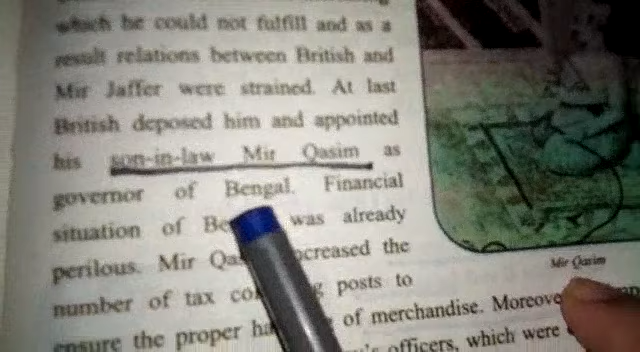 which he could not fulfill and as a
result relations between British and
Mir Jaffer were strained. At last
British deposed him and appointed
his son-in-law Mir Qasim as
governor of Bengal. Financial
situation of was already
perilous. Mir increased the
number of tax posts to
ensure the proper of merchandise.
officers, which were
Mir Qasim